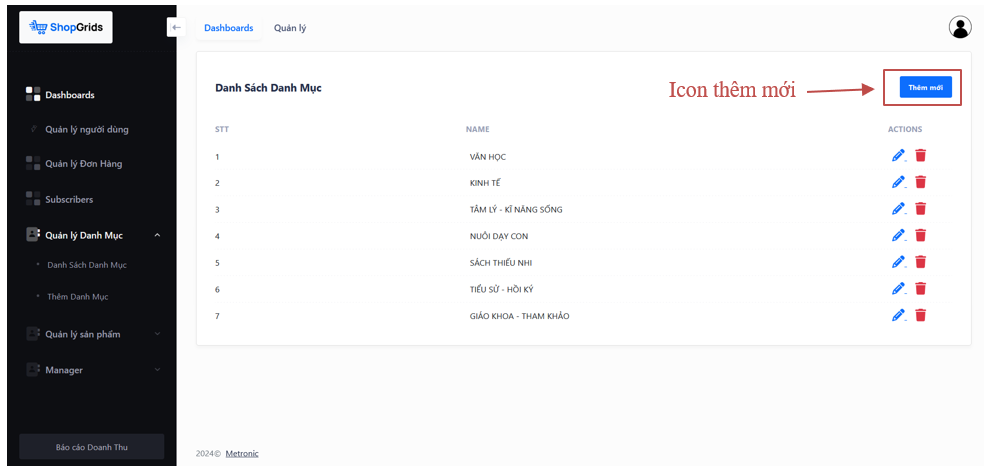 ShopGrids
Dashboards
Quản lý
Dashboards
Quản lý người dùng
Quản lý Đơn Hàng
Subscribers
Quản lý Danh Mục
Danh Sách Danh Mục
Thêm Danh Mục
Quản lý sản phẩm
Manager
Báo cáo Doanh Thu
Danh Sách Danh Mục
Icon thêm mới
Thêm mới
STT NAME ACTIONS
1 VĂN HỌC
2 KINH TẾ
3 TÂM LÝ - KĨ NĂNG SỐNG
4 NUÔI DẠY CON
5 SÁCH THIẾU NHI
6 TIỂU SỬ - HỒI KÝ
7 GIÁO KHOA - THAM KHẢO
2024© Metronic